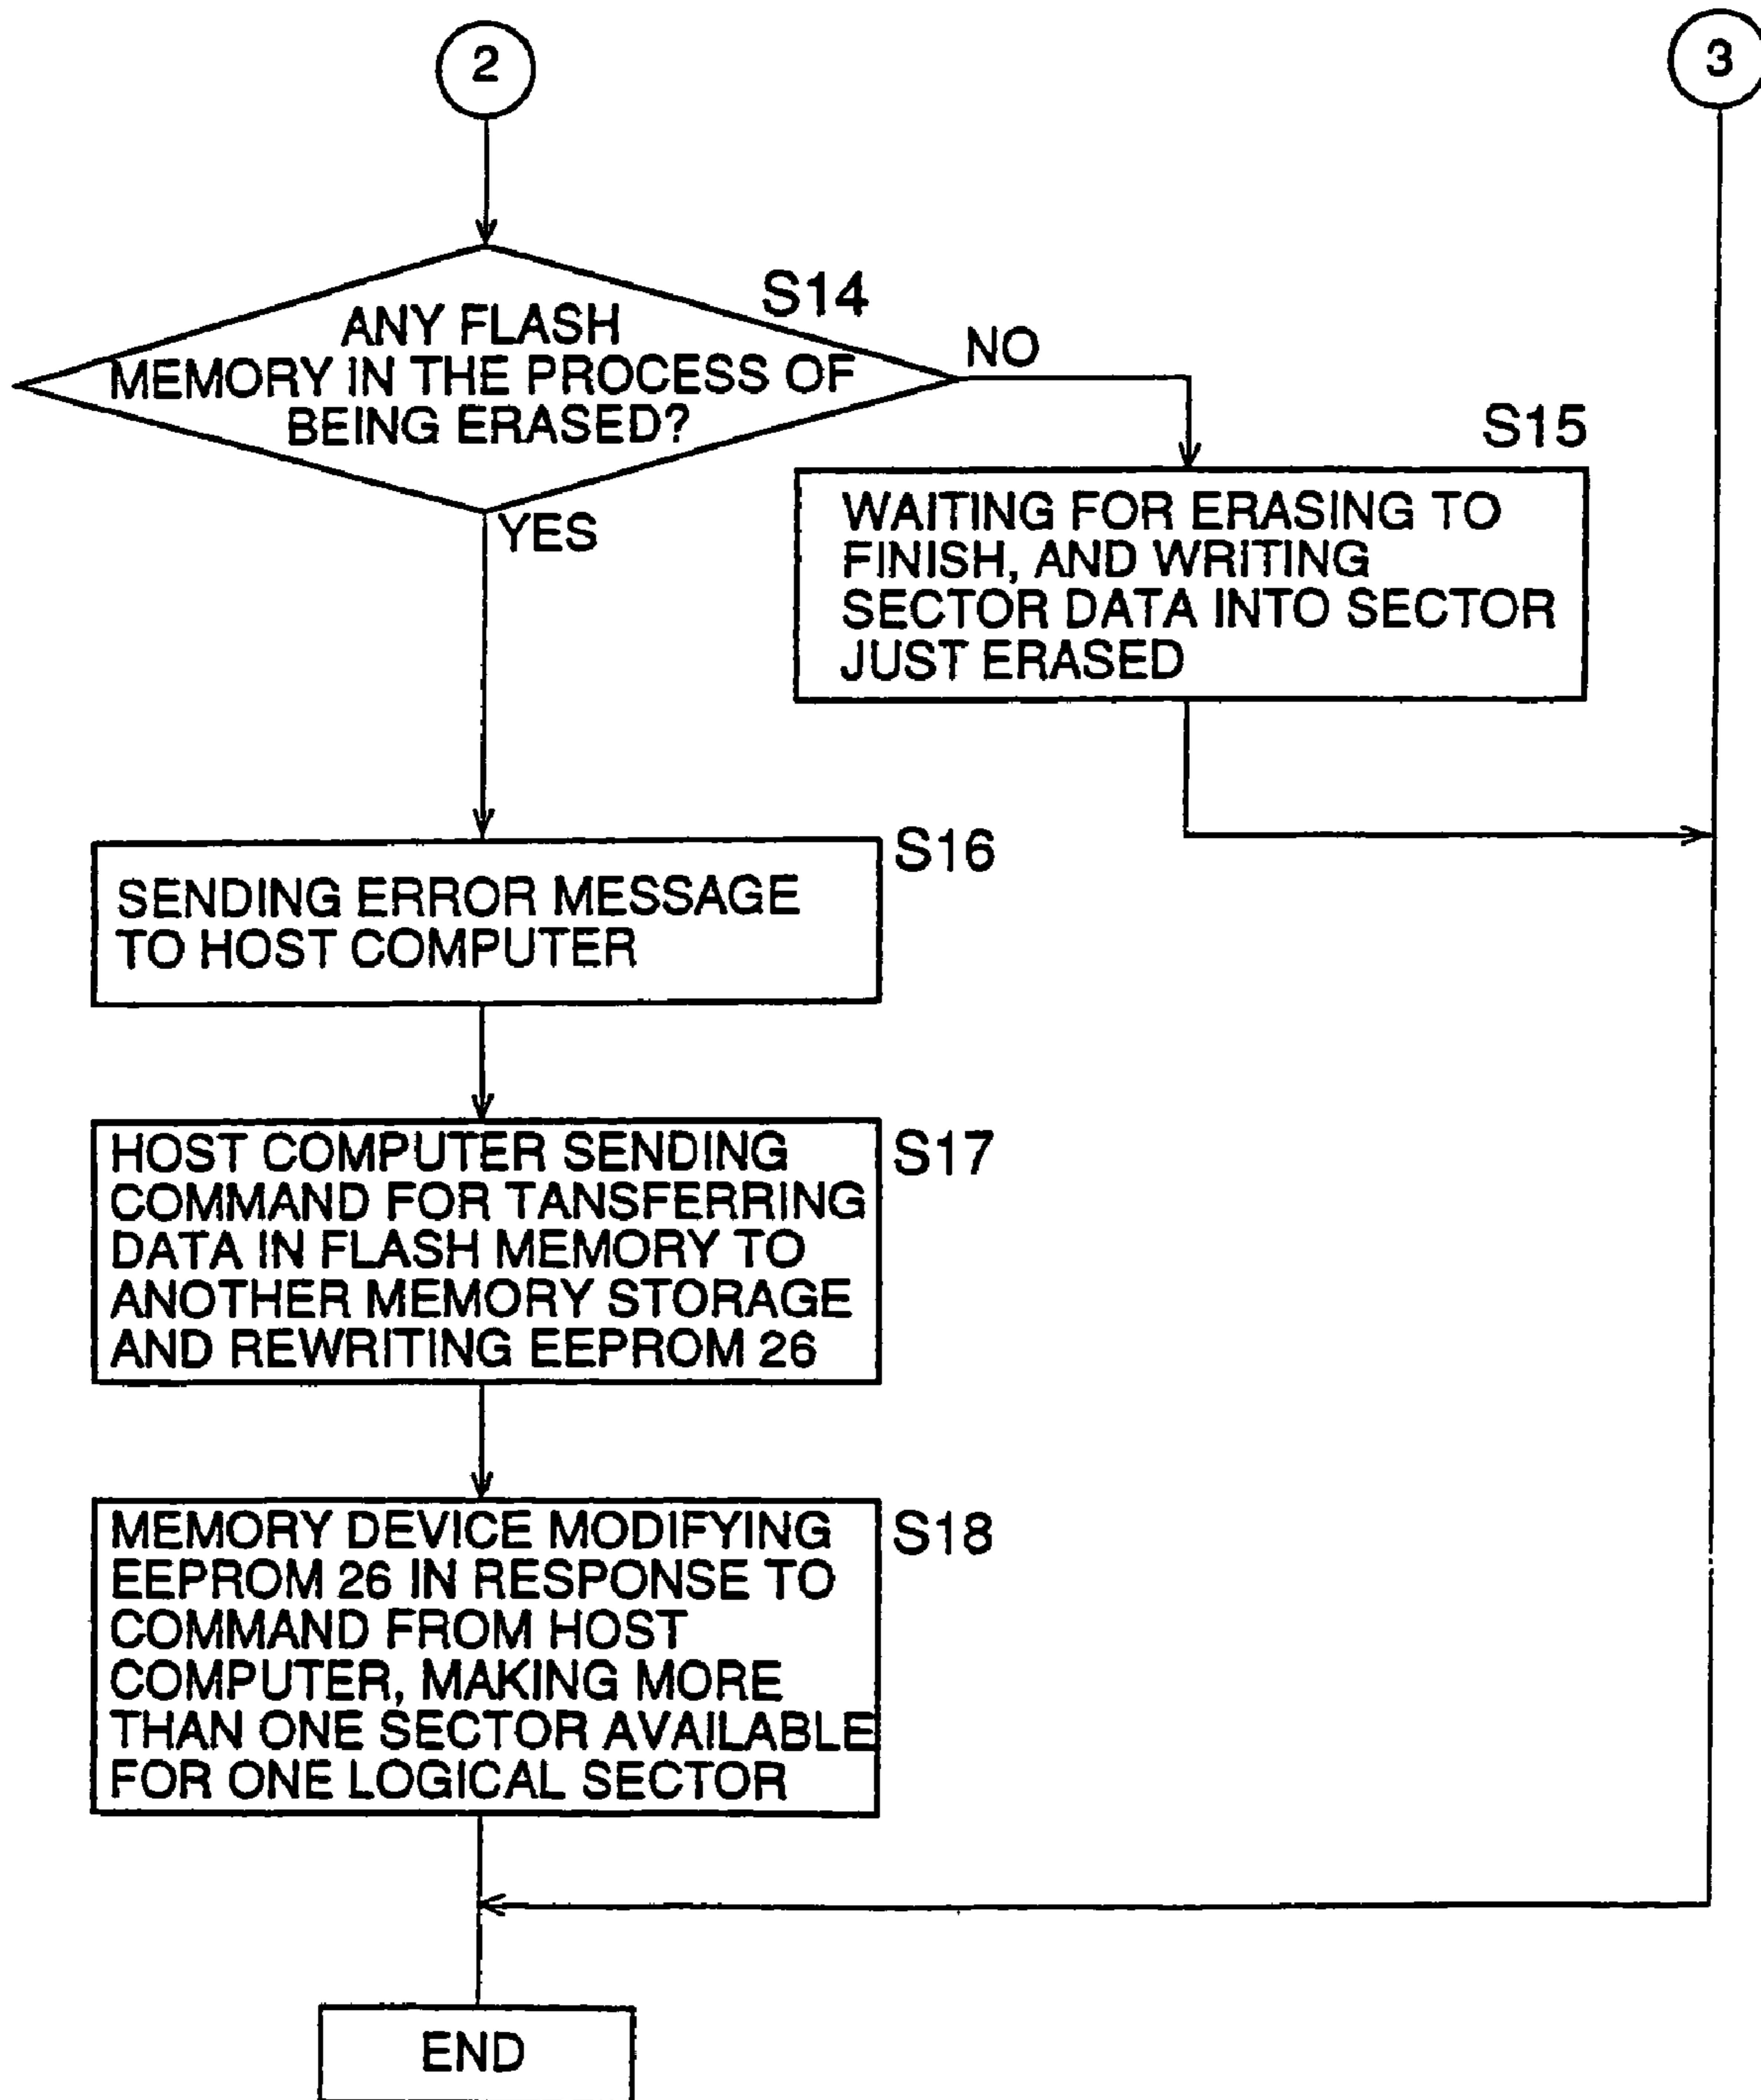 2
3
S14
ANY FLASH
MEMORY IN THE PROCESS OF
BEING ERASED?
NO
YES
S15
WAITING FOR ERASING TO
FINISH, AND WRITING
SECTOR DATA INTO SECTOR
JUST ERASED
S16
SENDING ERROR MESSAGE
TO HOST COMPUTER
S17
HOST COMPUTER SENDING
COMMAND FOR TANSFERRING
DATA IN FLASH MEMORY TO
ANOTHER MEMORY STORAGE
AND REWRITING EEPROM 26
S18
MEMORY DEVICE MODIFYING
EEPROM 26 IN RESPONSE TO
COMMAND FROM HOST
COMPUTER, MAKING MORE
THAN ONE SECTOR AVAILABLE
FOR ONE LOGICAL SECTOR
END